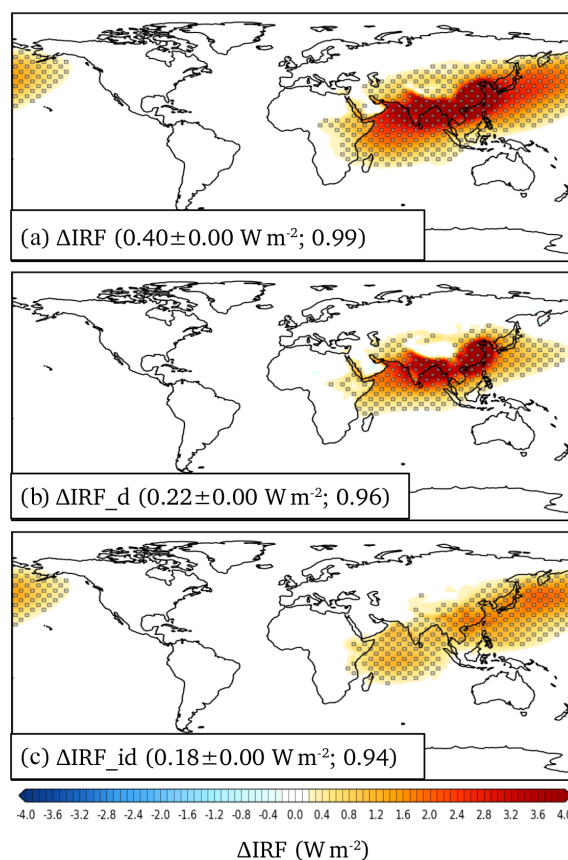 (a) ΔIRF (0.40±0.00 W m⁻²; 0.99)
(b) ΔIRF_d (0.22±0.00 W m⁻²; 0.96)
(c) ΔIRF_id (0.18±0.00 W m⁻²; 0.94)
-4.0 -3.6 -3.2 -2.8 -2.4 -2.0 -1.6 -1.2 -0.8 -0.4 0.0 0.4 0.8 1.2 1.6 2.0 2.4 2.8 3.2 3.6 4.0
ΔIRF (W m⁻²)